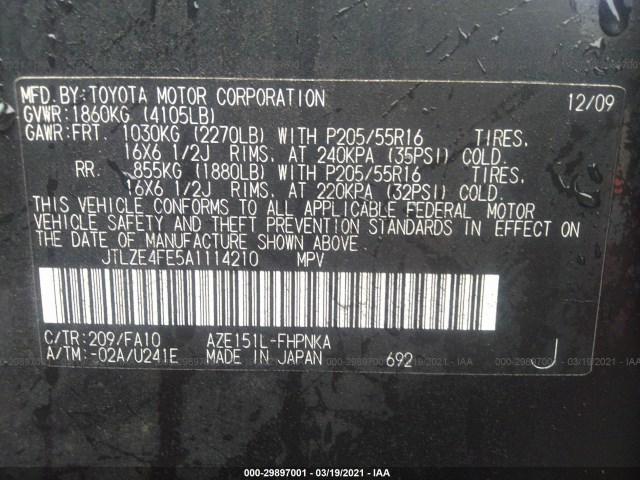 MFD.BY:TOYOTA MOTOR CORPORATION 12/09
GVWR:1860KG (4105LB)
GAWR:FRT. 1030KG (2270LB) WITH P205/55R16 TIRES,
16X6 1/2J RIMS, AT 240KPA (35PSI) COLD.
RR. 855KG (1880LB) WITH P205/55R16 TIRES,
16X6 1/2J RIMS, AT 220KPA (32PSI) COLD.
THIS VEHICLE CONFORMS TO ALL APPLICABLE FEDERAL MOTOR
VEHICLE SAFETY AND THEFT PREVENTION STANDARDS IN EFFECT ON
THE DATE OF MANUFACTURE SHOWN ABOVE.
JTLZE4FE5A1114210 MPV
C/TR:209/FA10 AZE151L-FHPNKA
A/TM:-02A/U241E MADE IN JAPAN 692 J
000-29897001 - 03/19/2021 - IAA